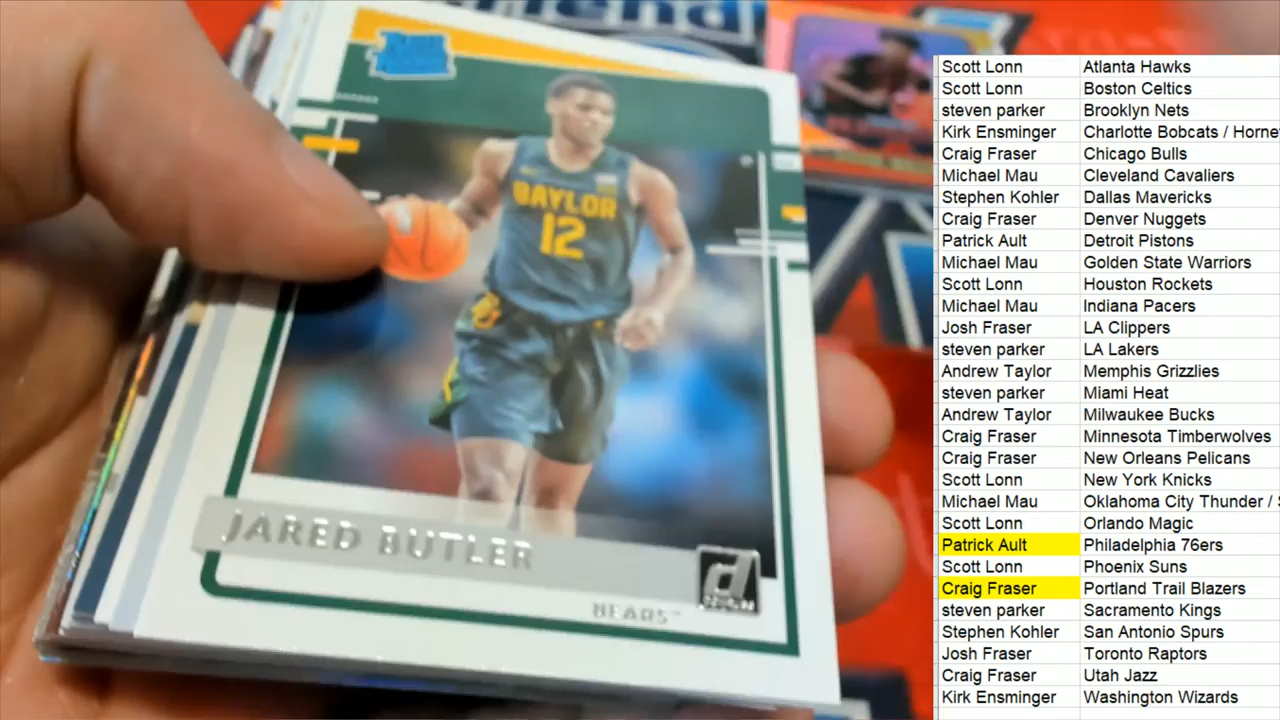 BAYLOR
12
JARED BUTLER
BEARS™
Scott Lonn Atlanta Hawks
Scott Lonn Boston Celtics
steven parker Brooklyn Nets
Kirk Ensminger Charlotte Bobcats / Horne
Craig Fraser Chicago Bulls
Michael Mau Cleveland Cavaliers
Stephen Kohler Dallas Mavericks
Craig Fraser Denver Nuggets
Patrick Ault Detroit Pistons
Michael Mau Golden State Warriors
Scott Lonn Houston Rockets
Michael Mau Indiana Pacers
Josh Fraser LA Clippers
steven parker LA Lakers
Andrew Taylor Memphis Grizzlies
steven parker Miami Heat
Andrew Taylor Milwaukee Bucks
Craig Fraser Minnesota Timberwolves
Craig Fraser New Orleans Pelicans
Scott Lonn New York Knicks
Michael Mau Oklahoma City Thunder /
Scott Lonn Orlando Magic
Patrick Ault Philadelphia 76ers
Scott Lonn Phoenix Suns
Craig Fraser Portland Trail Blazers
steven parker Sacramento Kings
Stephen Kohler San Antonio Spurs
Josh Fraser Toronto Raptors
Craig Fraser Utah Jazz
Kirk Ensminger Washington Wizards